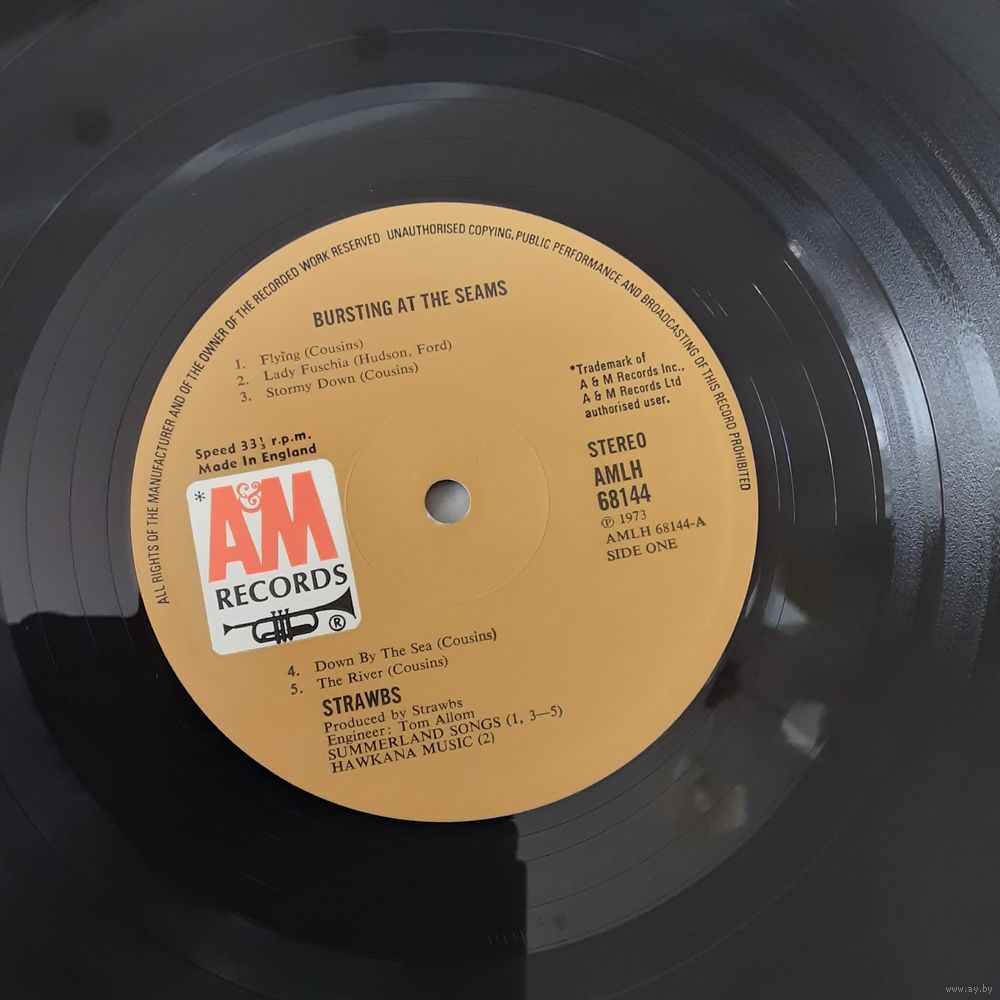 ALL RIGHTS OF THE MANUFACTURER AND OF THE OWNER OF THE RECORDED WORK RESERVED UNAUTHORISED COPYING, PUBLIC PERFORMANCE AND BROADCASTING OF THIS RECORD PROHIBITED
BURSTING AT THE SEAMS
1. Flying (Cousins)
2. Lady Fuschia (Hudson, Ford)
3. Stormy Down (Cousins)
*Trademark of
A & M Records Inc.,
A & M Records Ltd
authorised user.
Speed 33⅓ r.p.m.
Made In England
* A&M
RECORDS
®
STEREO
AMLH
68144
℗ 1973
AMLH 68144-A
SIDE ONE
4. Down By The Sea (Cousins)
5. The River (Cousins)
STRAWBS
Produced by Strawbs
Engineer: Tom Allom
SUMMERLAND SONGS (1, 3—5)
HAWKANA MUSIC (2)
www.ay.by